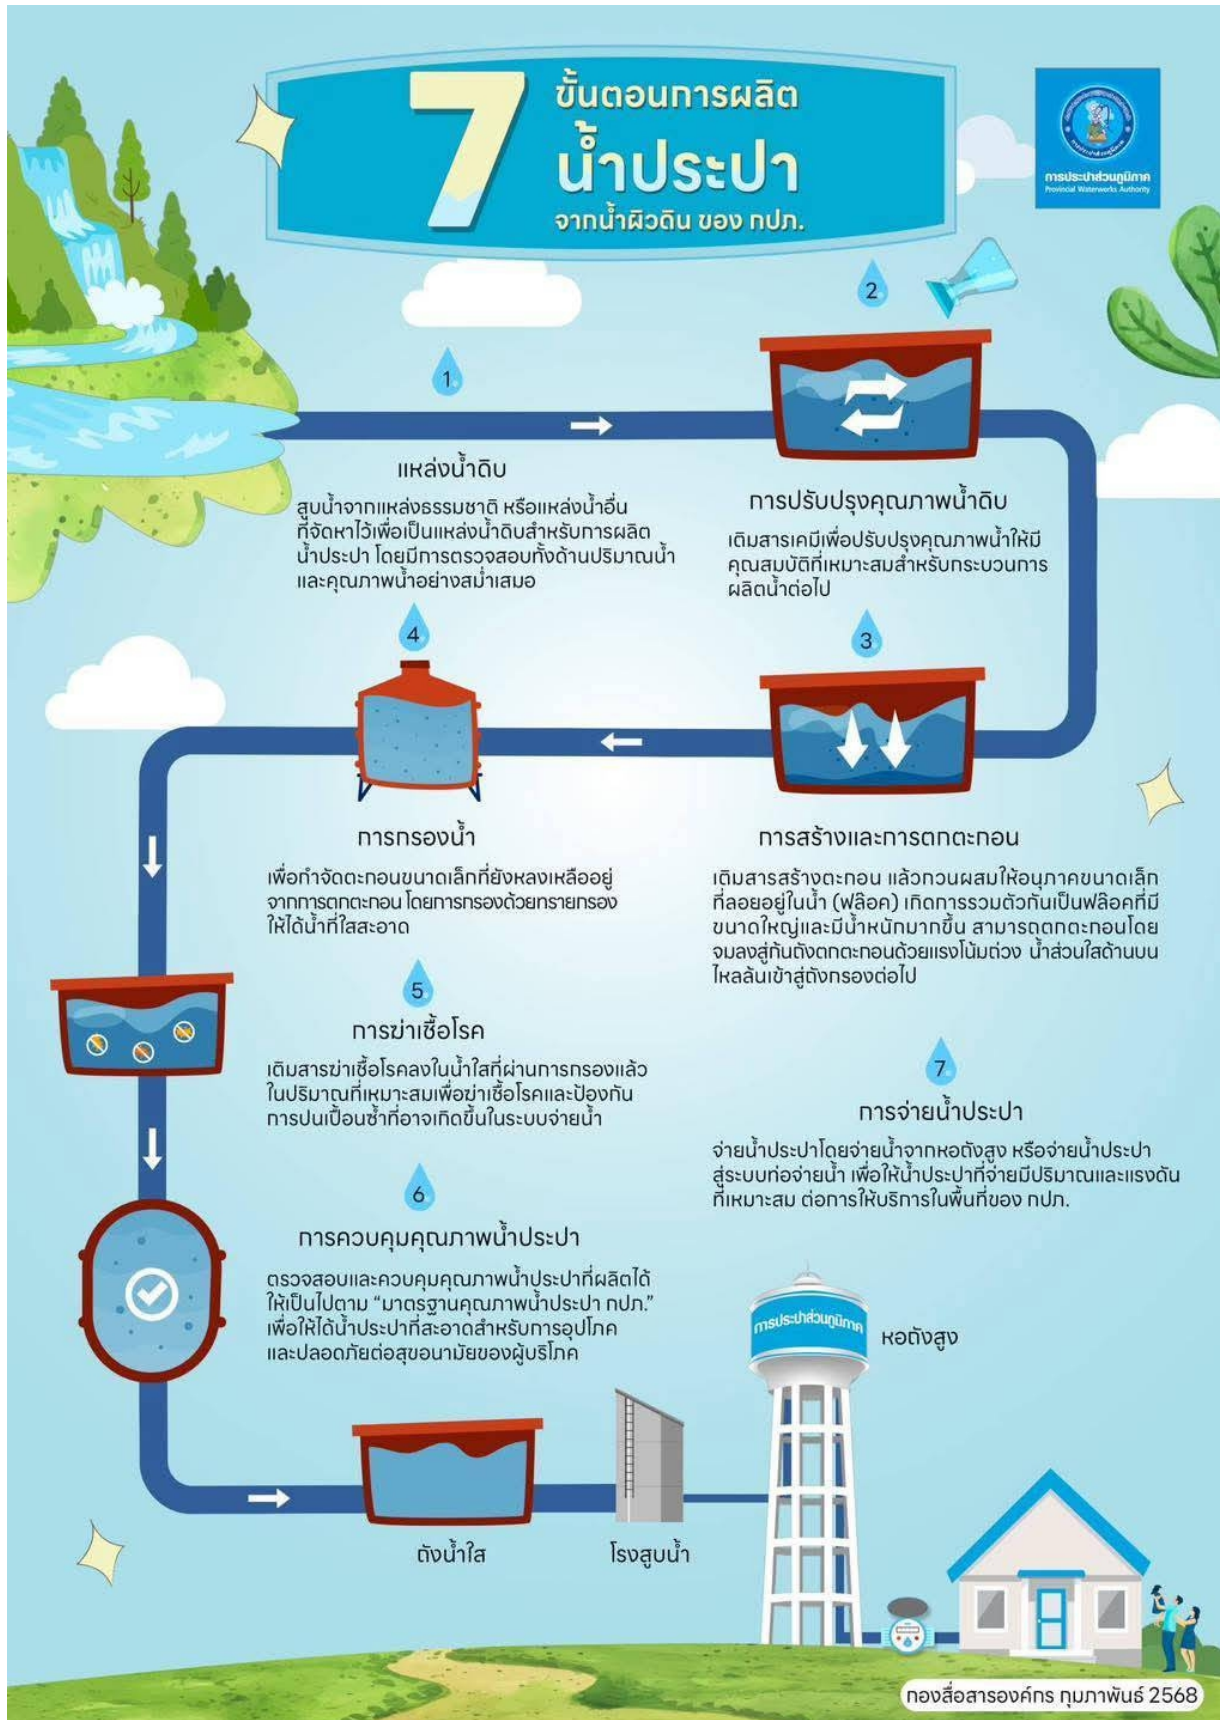 7
ขั้นตอนการผลิต
น้ำประปา
จากน้ำผิวดิน ของ กปภ.
การประปาส่วนภูมิภาค
Provincial Waterworks Authority
1.
แหล่งน้ำดิบ
สูบน้ำจากแหล่งธรรมชาติ หรือแหล่งน้ำอื่น
ที่จัดหาไว้เพื่อเป็นแหล่งน้ำดิบสำหรับการผลิต
น้ำประปา โดยมีการตรวจสอบทั้งด้านปริมาณน้ำ
และคุณภาพน้ำอย่างสม่ำเสมอ
2.
การปรับปรุงคุณภาพน้ำดิบ
เติมสารเคมีเพื่อปรับปรุงคุณภาพน้ำให้มี
คุณสมบัติที่เหมาะสมสำหรับกระบวนการ
ผลิตน้ำต่อไป
3.
การสร้างและการตกตะกอน
เติมสารสร้างตะกอน แล้วกวนผสมให้อนุภาคขนาดเล็ก
ที่ลอยอยู่ในน้ำ (ฟล๊อค) เกิดการรวมตัวกันเป็นฟล๊อคที่มี
ขนาดใหญ่และมีน้ำหนักมากขึ้น สามารถตกตะกอนโดย
จมลงสู่ก้นถังตกตะกอนด้วยแรงโน้มถ่วง น้ำส่วนใสด้านบน
ไหลล้นเข้าสู่ถังกรองต่อไป
4.
การกรองน้ำ
เพื่อกำจัดตะกอนขนาดเล็กที่ยังหลงเหลืออยู่
จากการตกตะกอน โดยการกรองด้วยทรายกรอง
ให้ได้น้ำที่ใสสะอาด
5.
การฆ่าเชื้อโรค
เติมสารฆ่าเชื้อโรคลงในน้ำใสที่ผ่านการกรองแล้ว
ในปริมาณที่เหมาะสมเพื่อฆ่าเชื้อโรคและป้องกัน
การปนเปื้อนซ้ำที่อาจเกิดขึ้นในระบบจ่ายน้ำ
6.
การควบคุมคุณภาพน้ำประปา
ตรวจสอบและควบคุมคุณภาพน้ำประปาที่ผลิตได้
ให้เป็นไปตาม “มาตรฐานคุณภาพน้ำประปา กปภ.”
เพื่อให้ได้น้ำประปาที่สะอาดสำหรับการอุปโภค
และปลอดภัยต่อสุขอนามัยของผู้บริโภค
7.
การจ่ายน้ำประปา
จ่ายน้ำประปาโดยจ่ายน้ำจากหอถังสูง หรือจ่ายน้ำประปา
สู่ระบบท่อจ่ายน้ำ เพื่อให้น้ำประปาที่จ่ายมีปริมาณและแรงดัน
ที่เหมาะสม ต่อการให้บริการในพื้นที่ของ กปภ.
การประปาส่วนภูมิภาค
หอถังสูง
ถังน้ำใส
โรงสูบน้ำ
กองสื่อสารองค์กร กุมภาพันธ์ 2568